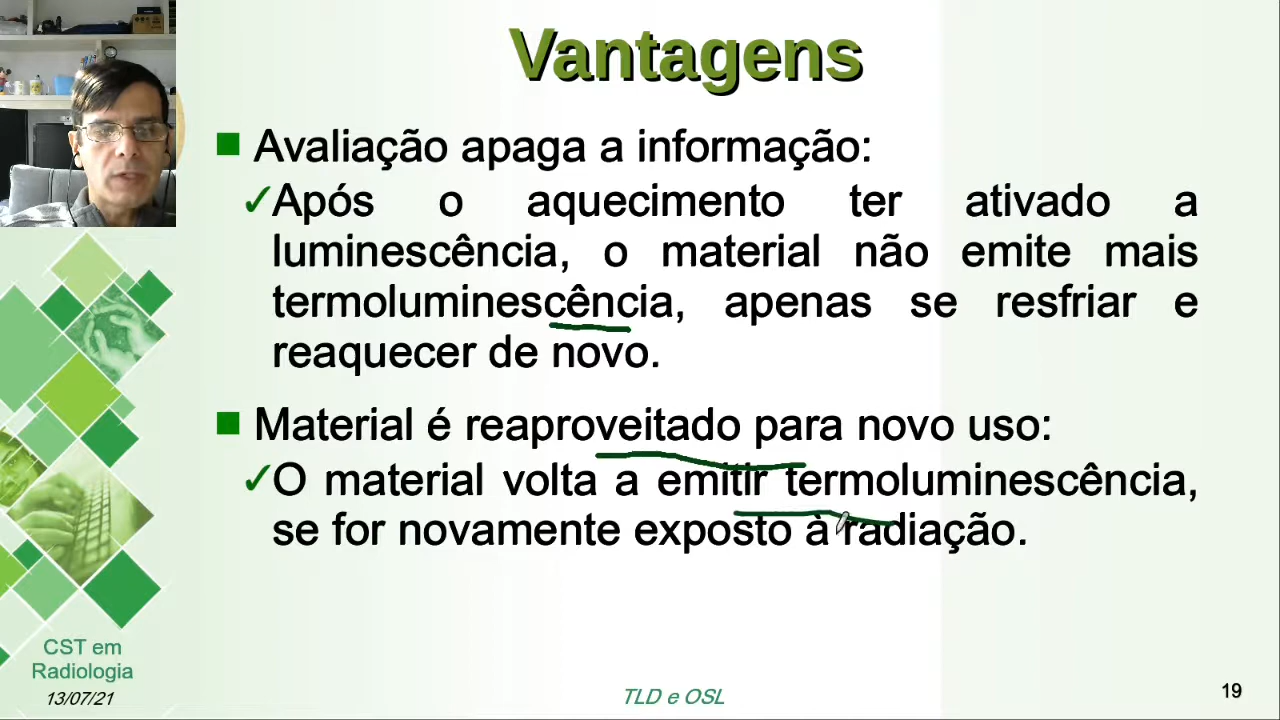 Vantagens
Avaliação apaga a informação:
✓Após o aquecimento ter ativado a
luminescência, o material não emite mais
termoluminescência, apenas se resfriar e
reaquecer de novo.
Material é reaproveitado para novo uso:
✓O material volta a emitir termoluminescência,
se for novamente exposto à radiação.
CST em
Radiologia
13/07/21
TLD e OSL
19